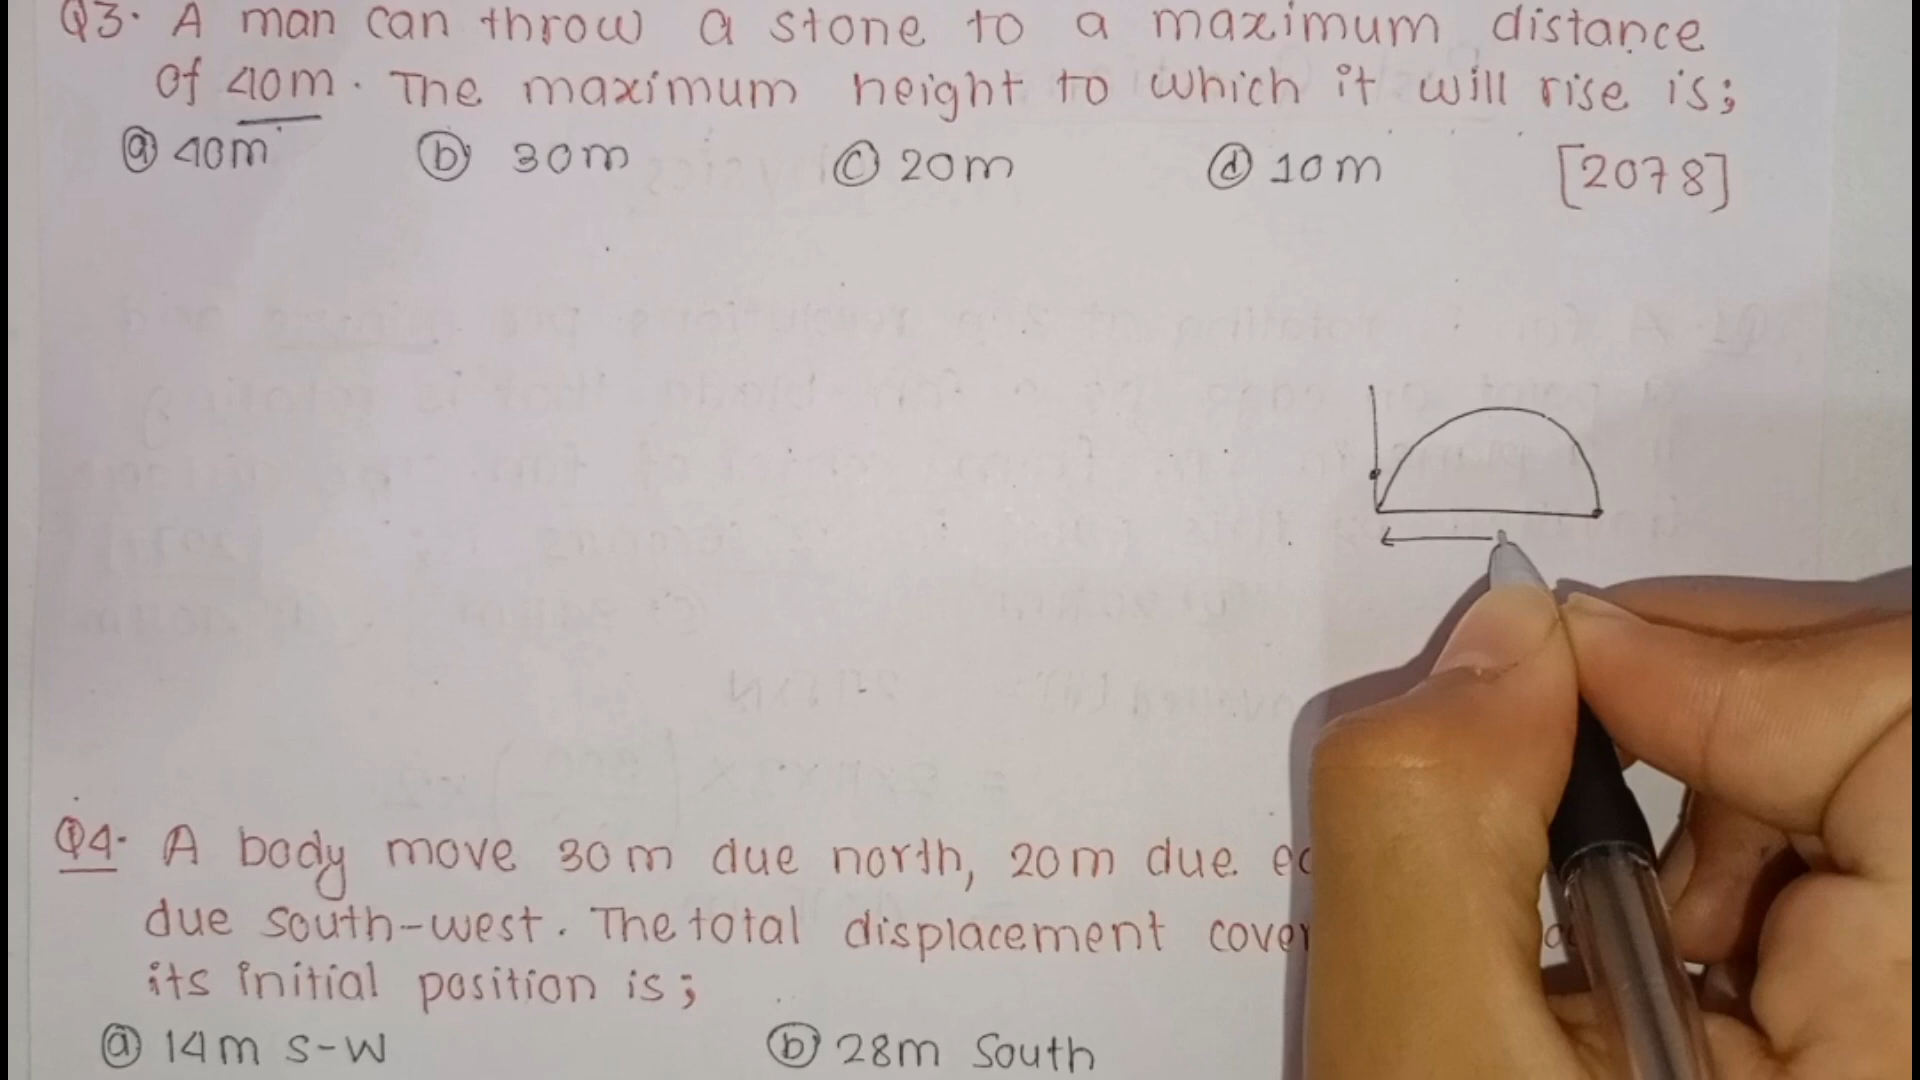 Q3. A man can throw a stone to a maximum distance
of 40m. The maximum height to which it will rise is;
ⓐ 40m ⓑ 30m ⓒ 20m ⓓ 10m [2078]
Q4. A body move 30m due north, 20m due
due south-west. The total displacement
its initial position is;
ⓐ 14m S-W ⓑ 28m South